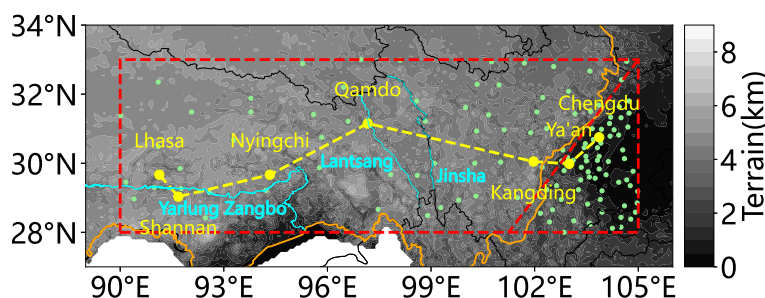 34°N
32°N
30°N
28°N
Qamdo
Chengdu
Lhasa
Nyingchi
Ya'an
Lantsang
Jinsha
Kangding
Yarlung Zangbo
Shannan
90°E
93°E
96°E
99°E
102°E
105°E
8
6
4
2
0
Terrain(km)